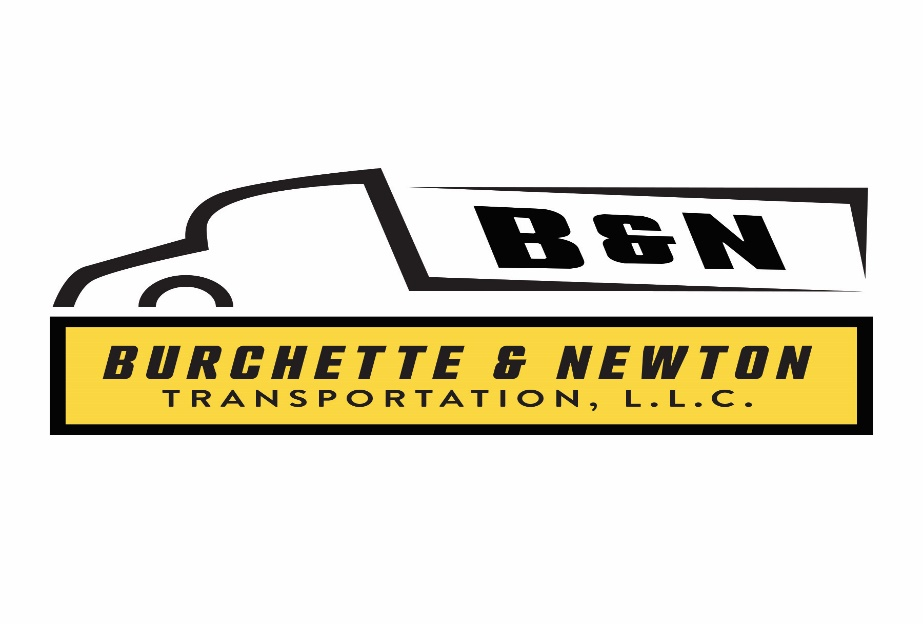 B&N
BURCHETTE & NEWTON
TRANSPORTATION, L.L.C.